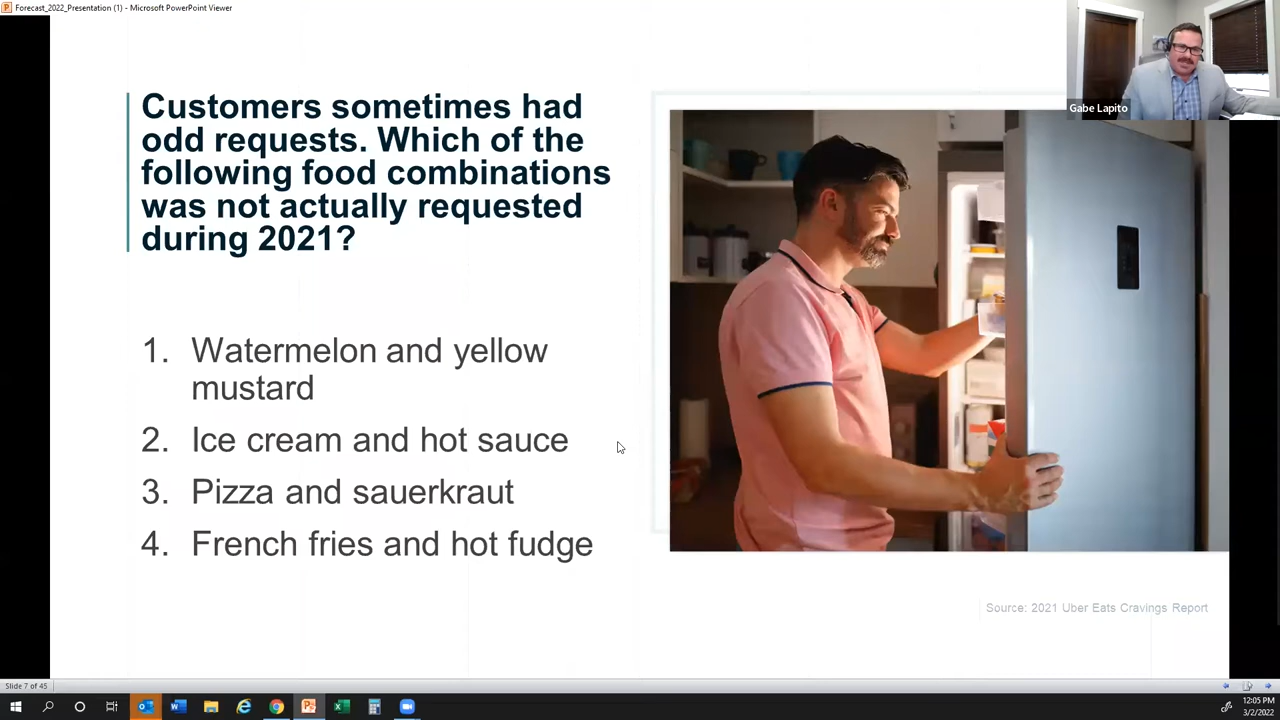 Forecast_2022_Presentation (1) - Microsoft PowerPoint Viewer
Gabe Lapito
Customers sometimes had
odd requests. Which of the
following food combinations
was not actually requested
during 2021?
1. Watermelon and yellow
mustard
2. Ice cream and hot sauce
3. Pizza and sauerkraut
4. French fries and hot fudge
Source: 2021 Uber Eats Cravings Report
Slide 7 of 45
12:05 PM
3/2/2022